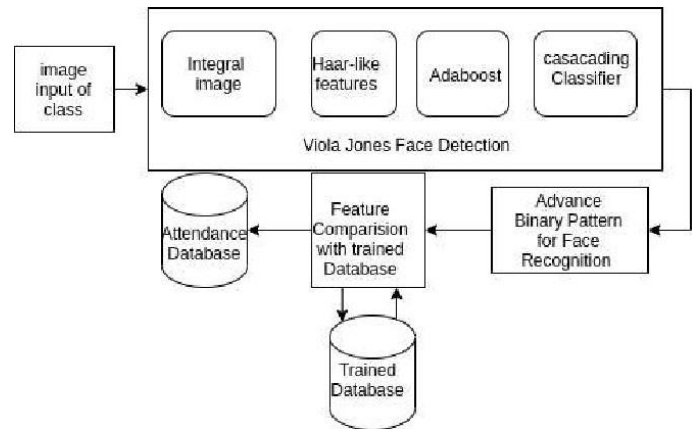 image
input of
class
Integral
image
Haar-like
features
Adaboost
casacading
Classifier
Viola Jones Face Detection
Attendance
Database
Feature
Comparision
with trained
Database
Advance
Binary Pattern
for Face
Recognition
Trained
Database